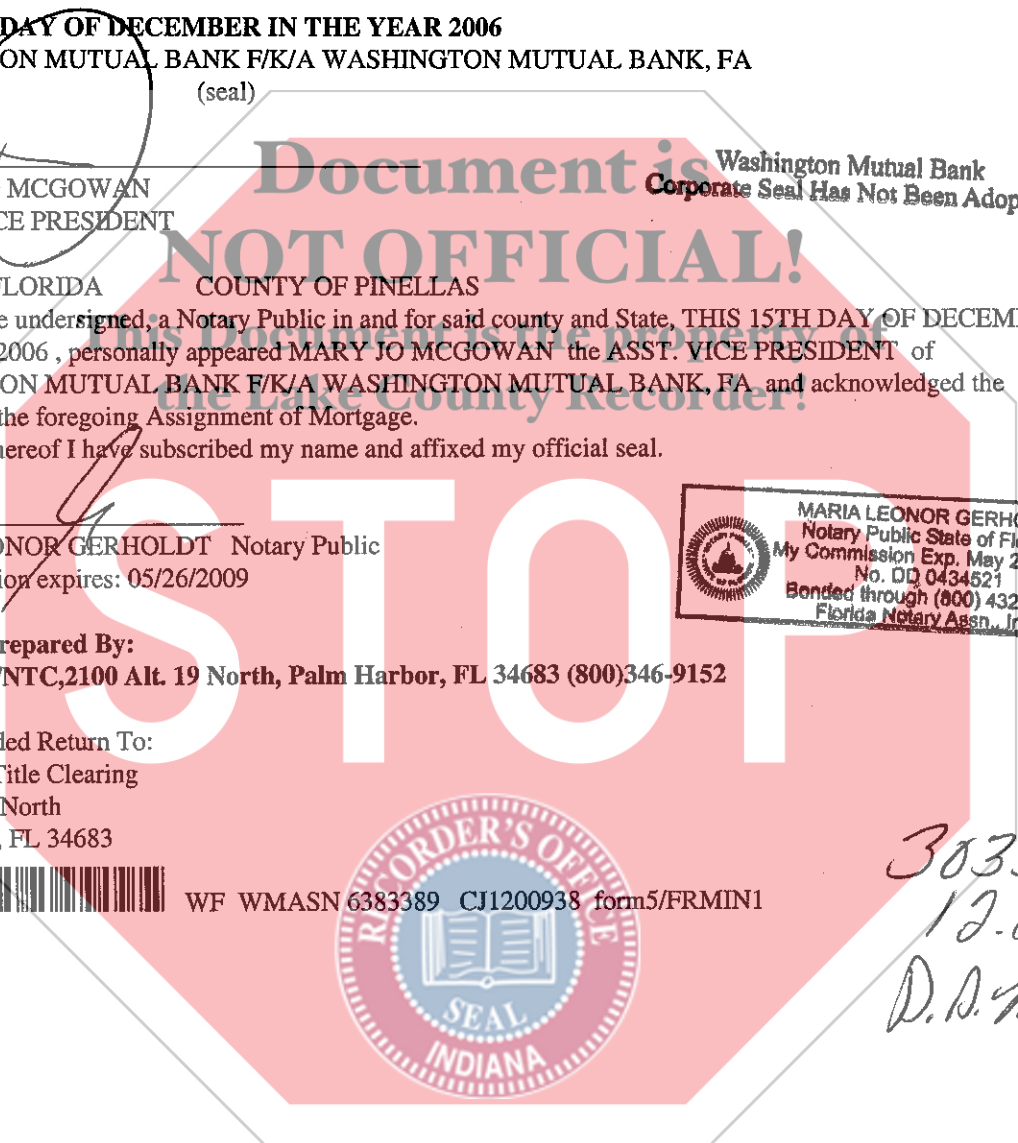 DAY OF DECEMBER IN THE YEAR 2006
ON MUTUAL BANK F/K/A WASHINGTON MUTUAL BANK, FA
(seal)
Document is
Washington Mutual Bank
Corporate Seal Has Not Been Adop
MCGOWAN
CE PRESIDENT
NOT OFFICIAL!
FLORIDA COUNTY OF PINELLAS
e undersigned, a Notary Public in and for said county and State, THIS 15TH DAY OF DECEM
This Document is the property of
2006 , personally appeared MARY JO MCGOWAN the ASST. VICE PRESIDENT of
ON MUTUAL BANK F/K/A WASHINGTON MUTUAL BANK, FA and acknowledged the
the Lake County Recorder!
the foregoing Assignment of Mortgage.
hereof I have subscribed my name and affixed my official seal.
STOP
MARIA LEONOR GERHO
Notary Public State of Flo
My Commission Exp. May 2
No. DD 0434521
Bonded through (800) 432
Florida Notary Assn., In
ONOR GERHOLDT Notary Public
ion expires: 05/26/2009
repared By:
/NTC,2100 Alt. 19 North, Palm Harbor, FL 34683 (800)346-9152
ded Return To:
Title Clearing
North
, FL 34683
WF WMASN 6383389 CJ1200938 form5/FRMIN1
RECORDER'S OFFICE
SEAL
INDIANA
303
12.